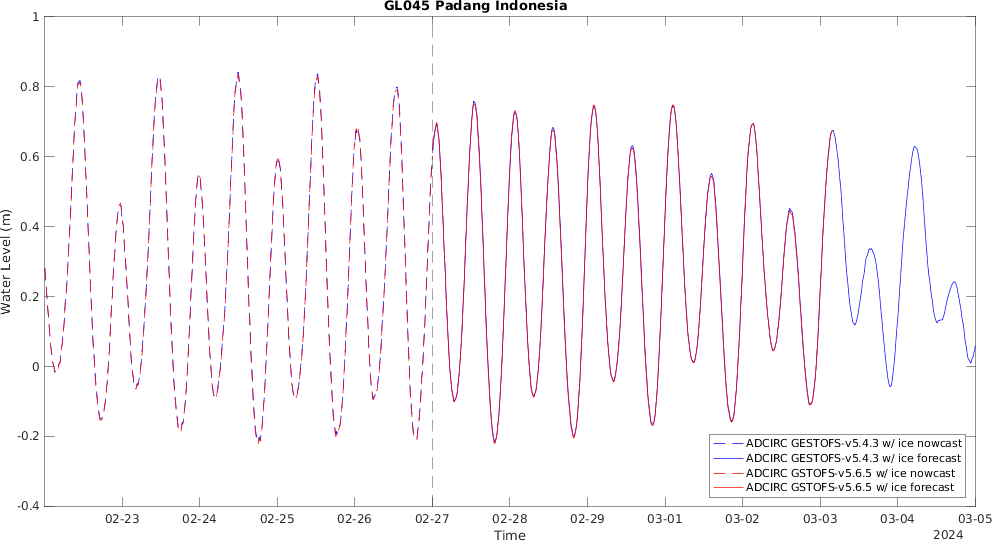 GL045 Padang Indonesia
Water Level (m)
1
0.8
0.6
0.4
0.2
0
-0.2
-0.4
ADCIRC GESTOFS-v5.4.3 w/ ice nowcast
ADCIRC GESTOFS-v5.4.3 w/ ice forecast
ADCIRC GSTOFS-v5.6.5 w/ ice nowcast
ADCIRC GSTOFS-v5.6.5 w/ ice forecast
02-23 02-24 02-25 02-26 02-27 02-28 02-29 03-01 03-02 03-03 03-04 03-05
Time
2024